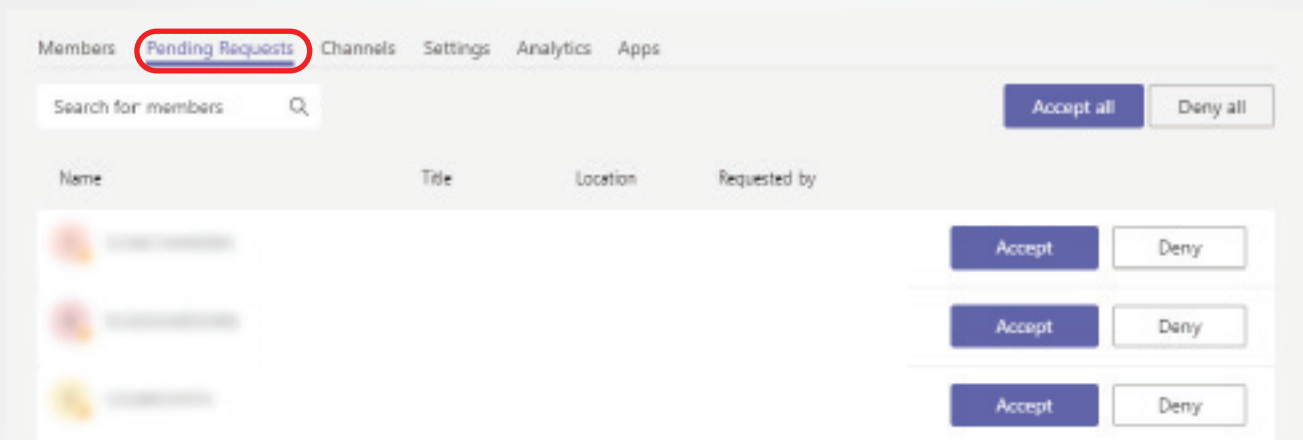 Members Pending Requests Channels Settings Analytics Apps
Search for members
Accept all Deny all
Name Title Location Requested by
Accept Deny
Accept Deny
Accept Deny